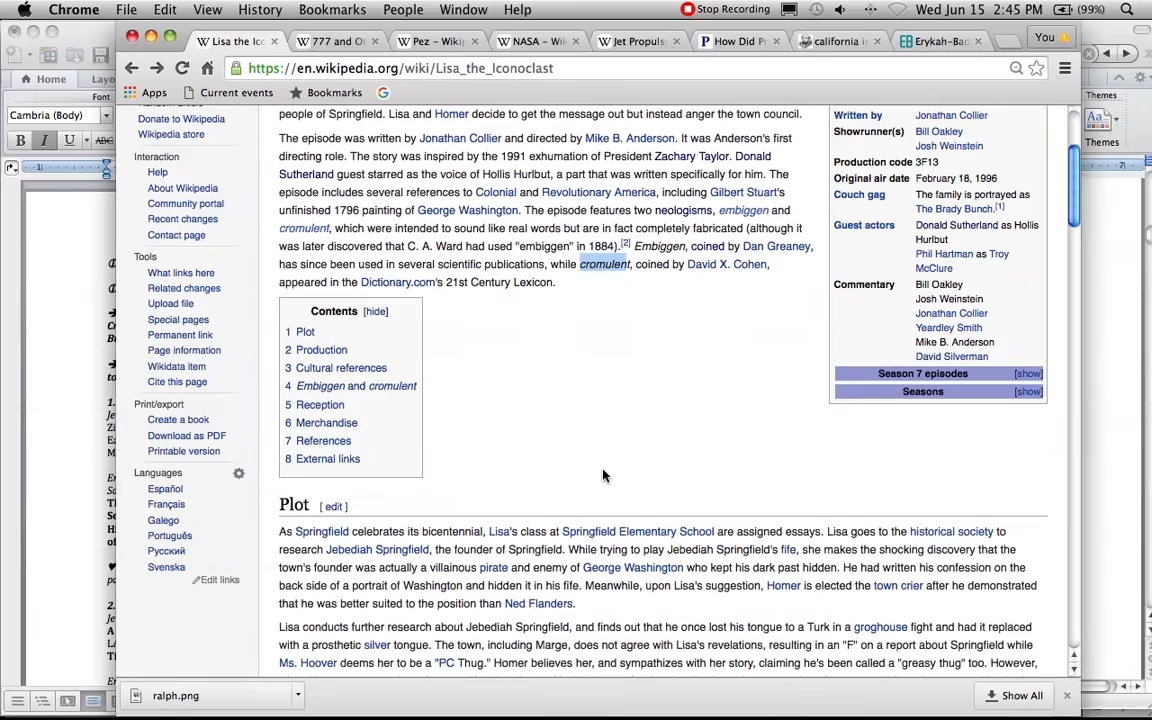 Chrome File Edit View History Bookmarks People Window Help Stop Recording Wed Jun 15 2:45 PM (99%)
Lisa the Ico 777 and O Pez - Wikip NASA - Wik Jet Propuls How Did P california in Erykah-Bad You
https://en.wikipedia.org/wiki/Lisa_the_Iconoclast
Apps Current events Bookmarks
Home Layo
Font
Cambria (Body)
B I U ABC
Themes
Themes
Donate to Wikipedia
Wikipedia store
Interaction
Help
About Wikipedia
Community portal
Recent changes
Contact page
Tools
What links here
Related changes
Upload file
Special pages
Permanent link
Page information
Wikidata item
Cite this page
Print/export
Create a book
Download as PDF
Printable version
Languages
Español
Français
Galego
Português
Русский
Svenska
Edit links
people of Springfield. Lisa and Homer decide to get the message out but instead anger the town council.
The episode was written by Jonathan Collier and directed by Mike B. Anderson. It was Anderson's first
directing role. The story was inspired by the 1991 exhumation of President Zachary Taylor. Donald
Sutherland guest starred as the voice of Hollis Hurlbut, a part that was written specifically for him. The
episode includes several references to Colonial and Revolutionary America, including Gilbert Stuart's
unfinished 1796 painting of George Washington. The episode features two neologisms, embiggen and
cromulent, which were intended to sound like real words but are in fact completely fabricated (although it
was later discovered that C. A. Ward had used "embiggen" in 1884).[2] Embiggen, coined by Dan Greaney,
has since been used in several scientific publications, while cromulent, coined by David X. Cohen,
appeared in the Dictionary.com's 21st Century Lexicon.
Contents [hide]
1 Plot
2 Production
3 Cultural references
4 Embiggen and cromulent
5 Reception
6 Merchandise
7 References
8 External links
Plot [ edit ]
As Springfield celebrates its bicentennial, Lisa's class at Springfield Elementary School are assigned essays. Lisa goes to the historical society to
research Jebediah Springfield, the founder of Springfield. While trying to play Jebediah Springfield's fife, she makes the shocking discovery that the
town's founder was actually a villainous pirate and enemy of George Washington who kept his dark past hidden. He had written his confession on the
back side of a portrait of Washington and hidden it in his fife. Meanwhile, upon Lisa's suggestion, Homer is elected the town crier after he demonstrated
that he was better suited to the position than Ned Flanders.
Lisa conducts further research about Jebediah Springfield, and finds out that he once lost his tongue to a Turk in a groghouse fight and had it replaced
with a prosthetic silver tongue. The town, including Marge, does not agree with Lisa's revelations, resulting in an "F" on a report about Springfield while
Ms. Hoover deems her to be a "PC Thug." Homer believes her, and sympathizes with her story, claiming he's been called a "greasy thug" too. However,
Written by Jonathan Collier
Showrunner(s) Bill Oakley
Josh Weinstein
Production code 3F13
Original air date February 18, 1996
Couch gag The family is portrayed as
The Brady Bunch.[1]
Guest actors Donald Sutherland as Hollis
Hurlbut
Phil Hartman as Troy
McClure
Commentary Bill Oakley
Josh Weinstein
Jonathan Collier
Yeardley Smith
Mike B. Anderson
David Silverman
Season 7 episodes [show]
Seasons [show]
ralph.png
Show All